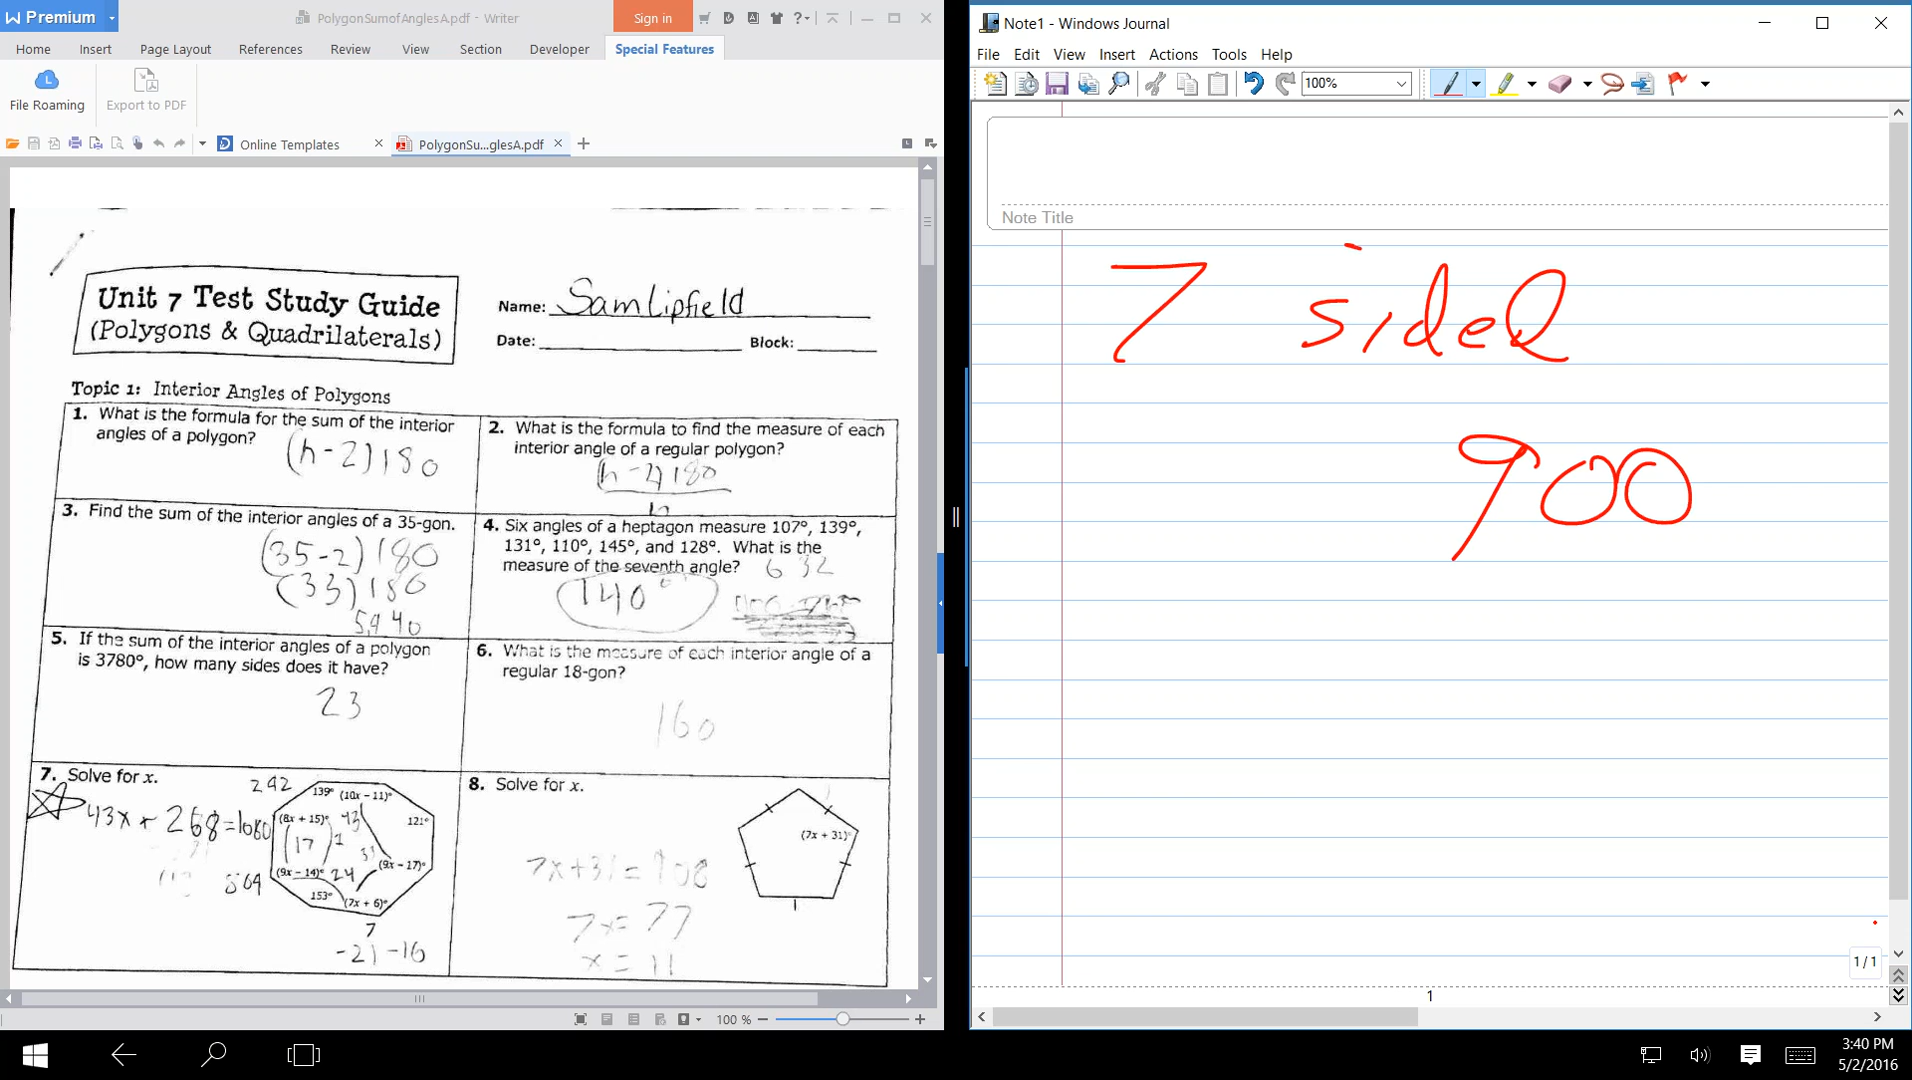 Premium
PolygonSumofAnglesA.pdf - Writer
Sign in
Home Insert Page Layout References Review View Section Developer Special Features
File Roaming Export to PDF
Online Templates
PolygonSu...glesA.pdf
Unit 7 Test Study Guide
(Polygons & Quadrilaterals)
Name: Sam Lipfield
Date: Block:
Topic 1: Interior Angles of Polygons
1. What is the formula for the sum of the interior
angles of a polygon?
(n-2)180
2. What is the formula to find the measure of each
interior angle of a regular polygon?
(n-2)180
n
3. Find the sum of the interior angles of a 35-gon.
(35-2)180
(33)180
5,940
4. Six angles of a heptagon measure 107°, 139°,
131°, 110°, 145°, and 128°. What is the
measure of the seventh angle?
632
140°
5. If the sum of the interior angles of a polygon
is 3780°, how many sides does it have?
23
6. What is the measure of each interior angle of a
regular 18-gon?
160
7. Solve for x.
242
43x + 268 = 1080
139° (10x − 11)°
(8x + 15)° 43
121°
(17)
(9x − 17)°
(9x − 14)° 24
153° (7x + 6)°
7
-21 -16
8. Solve for x.
(7x + 31)°
7x+31 = 108
7x = 77
x = 11
100 %
Note1 - Windows Journal
File Edit View Insert Actions Tools Help
100%
Note Title
7 sided
900
1 / 1
1
3:40 PM
5/2/2016